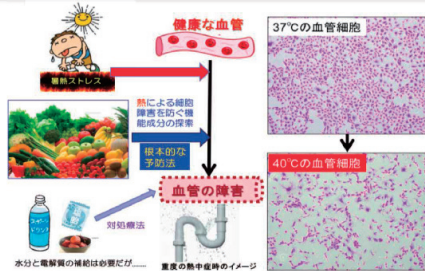 健康な血管
暑熱ストレス
熱による細胞
障害を防ぐ機
能成分の探索
根本的な
予防法
血管の障害
対処療法
水分と電解質の補給は必要だが……
重度の熱中症時のイメージ
37℃の血管細胞
40℃の血管細胞